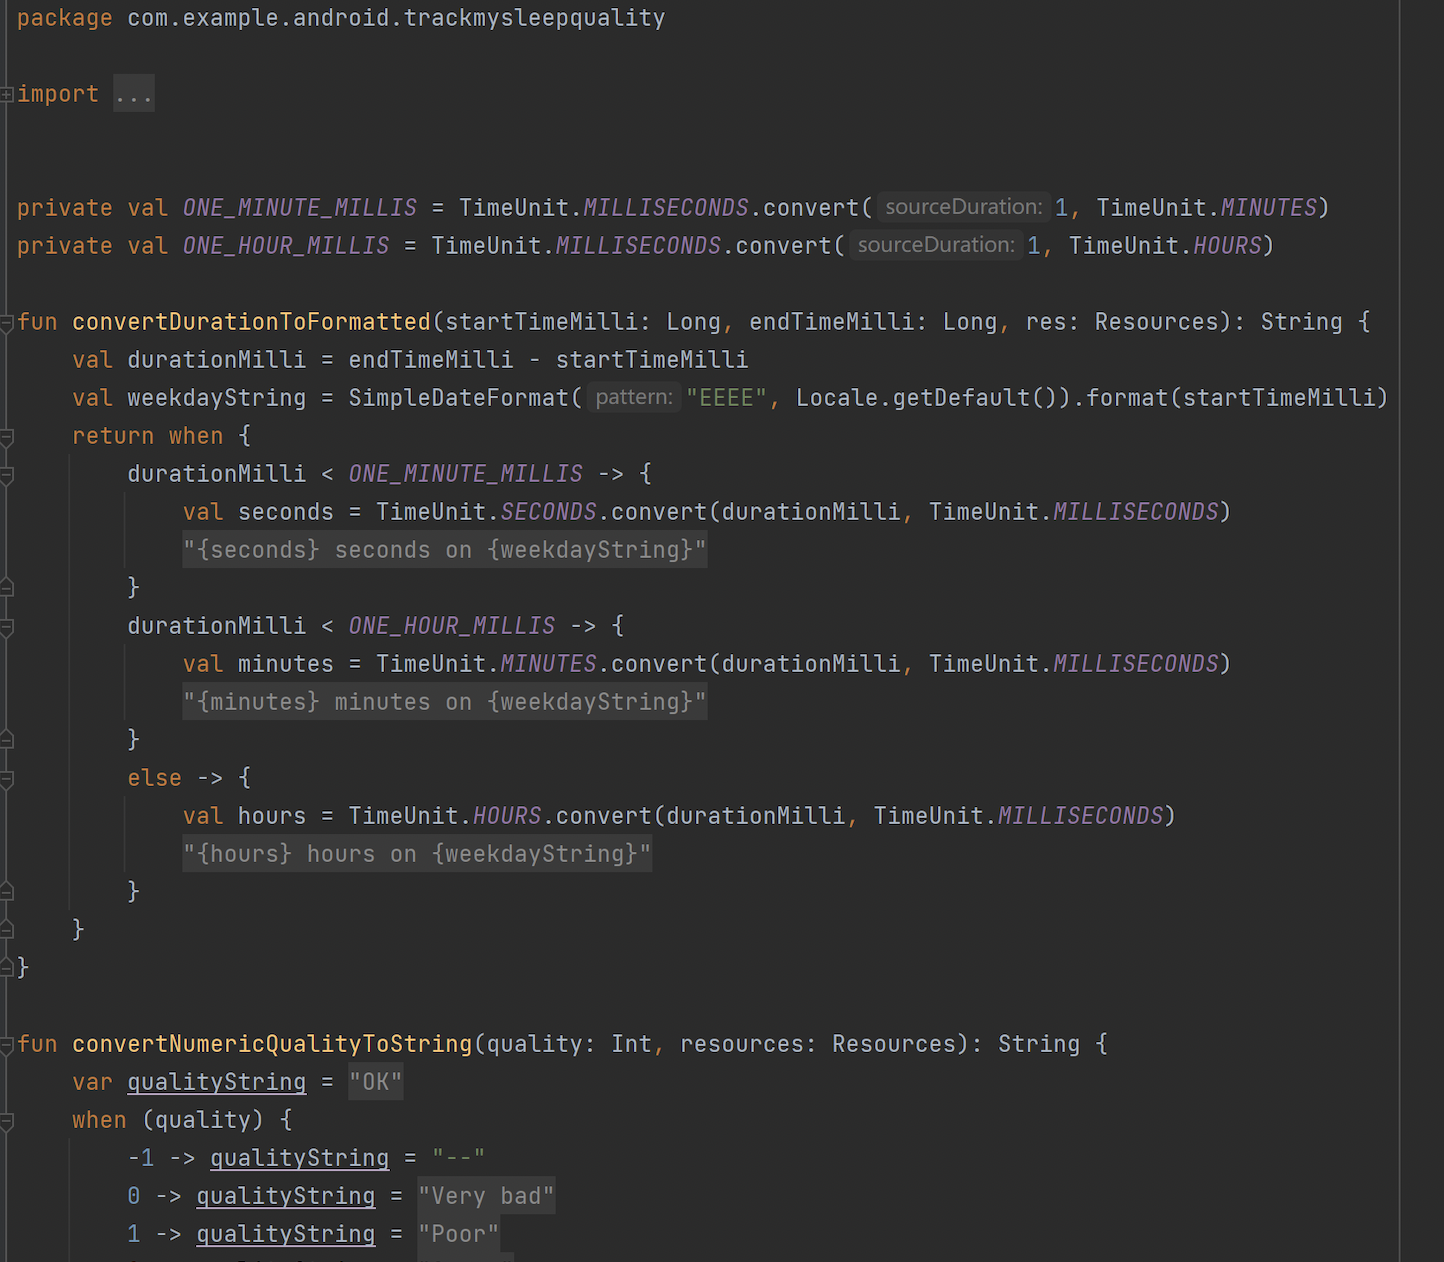 package com.example.android.trackmysleepquality
import ...
private val ONE_MINUTE_MILLIS = TimeUnit.MILLISECONDS.convert( sourceDuration: 1, TimeUnit.MINUTES)
private val ONE_HOUR_MILLIS = TimeUnit.MILLISECONDS.convert( sourceDuration: 1, TimeUnit.HOURS)
fun convertDurationToFormatted(startTimeMilli: Long, endTimeMilli: Long, res: Resources): String {
val durationMilli = endTimeMilli - startTimeMilli
val weekdayString = SimpleDateFormat( pattern: "EEEE", Locale.getDefault()).format(startTimeMilli)
return when {
durationMilli < ONE_MINUTE_MILLIS -> {
val seconds = TimeUnit.SECONDS.convert(durationMilli, TimeUnit.MILLISECONDS)
"{seconds} seconds on {weekdayString}"
}
durationMilli < ONE_HOUR_MILLIS -> {
val minutes = TimeUnit.MINUTES.convert(durationMilli, TimeUnit.MILLISECONDS)
"{minutes} minutes on {weekdayString}"
}
else -> {
val hours = TimeUnit.HOURS.convert(durationMilli, TimeUnit.MILLISECONDS)
"{hours} hours on {weekdayString}"
}
}
}
fun convertNumericQualityToString(quality: Int, resources: Resources): String {
var qualityString = "OK"
when (quality) {
-1 -> qualityString = "--"
0 -> qualityString = "Very bad"
1 -> qualityString = "Poor"